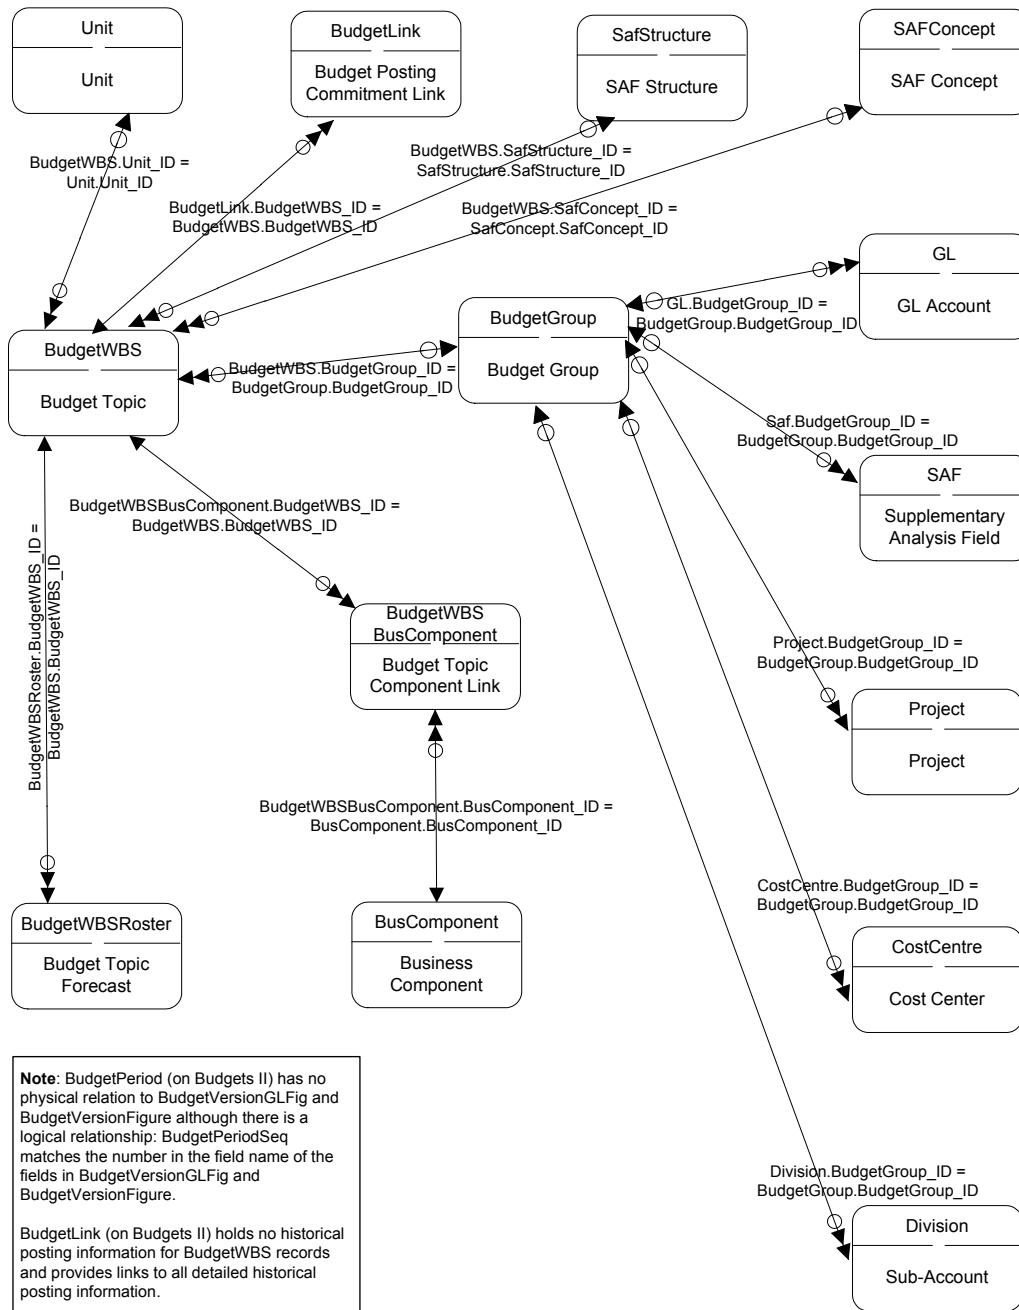 Unit
Unit
BudgetLink
Budget Posting
Commitment Link
SafStructure
SAF Structure
SAFConcept
SAF Concept
BudgetWBS.Unit_ID =
Unit.Unit_ID
BudgetLink.BudgetWBS_ID =
BudgetWBS.BudgetWBS_ID
BudgetWBS.SafStructure_ID =
SafStructure.SafStructure_ID
BudgetWBS.SafConcept_ID =
SafConcept.SafConcept_ID
BudgetWBS
Budget Topic
BudgetWBS.BudgetGroup_ID =
BudgetGroup.BudgetGroup_ID
BudgetGroup
Budget Group
GL.BudgetGroup_ID =
BudgetGroup.BudgetGroup_ID
GL
GL Account
Saf.BudgetGroup_ID =
BudgetGroup.BudgetGroup_ID
SAF
Supplementary
Analysis Field
BudgetWBSBusComponent.BudgetWBS_ID =
BudgetWBS.BudgetWBS_ID
BudgetWBSRoster.BudgetWBS_ID =
BudgetWBS.BudgetWBS_ID
BudgetWBS
BusComponent
Budget Topic
Component Link
Project.BudgetGroup_ID =
BudgetGroup.BudgetGroup_ID
Project
Project
BudgetWBSBusComponent.BusComponent_ID =
BusComponent.BusComponent_ID
CostCentre.BudgetGroup_ID =
BudgetGroup.BudgetGroup_ID
CostCentre
Cost Center
BudgetWBSRoster
Budget Topic
Forecast
BusComponent
Business
Component
Note: BudgetPeriod (on Budgets II) has no
physical relation to BudgetVersionGLFig and
BudgetVersionFigure although there is a
logical relationship: BudgetPeriodSeq
matches the number in the field name of the
fields in BudgetVersionGLFig and
BudgetVersionFigure.
BudgetLink (on Budgets II) holds no historical
posting information for BudgetWBS records
and provides links to all detailed historical
posting information.
Division.BudgetGroup_ID =
BudgetGroup.BudgetGroup_ID
Division
Sub-Account